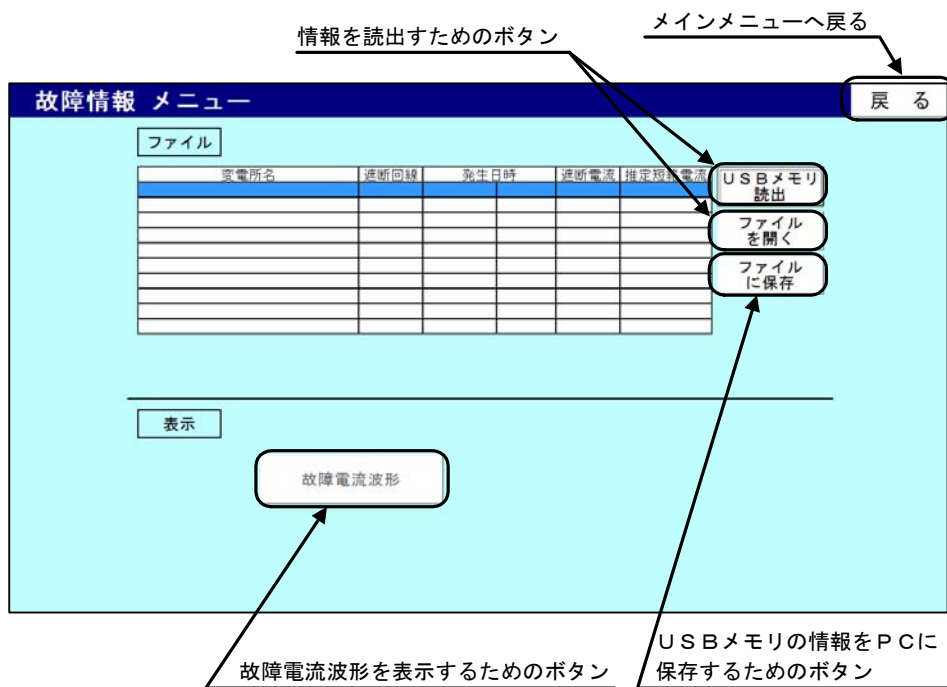 メインメニューへ戻る
情報を読出すためのボタン
故障情報 メニュー
戻 る
ファイル
変電所名 遮断回線 発生日時 遮断電流 推定短絡電流
USBメモリ
読出
ファイル
を開く
ファイル
に保存
表示
故障電流波形
故障電流波形を表示するためのボタン
USBメモリの情報をPCに
保存するためのボタン